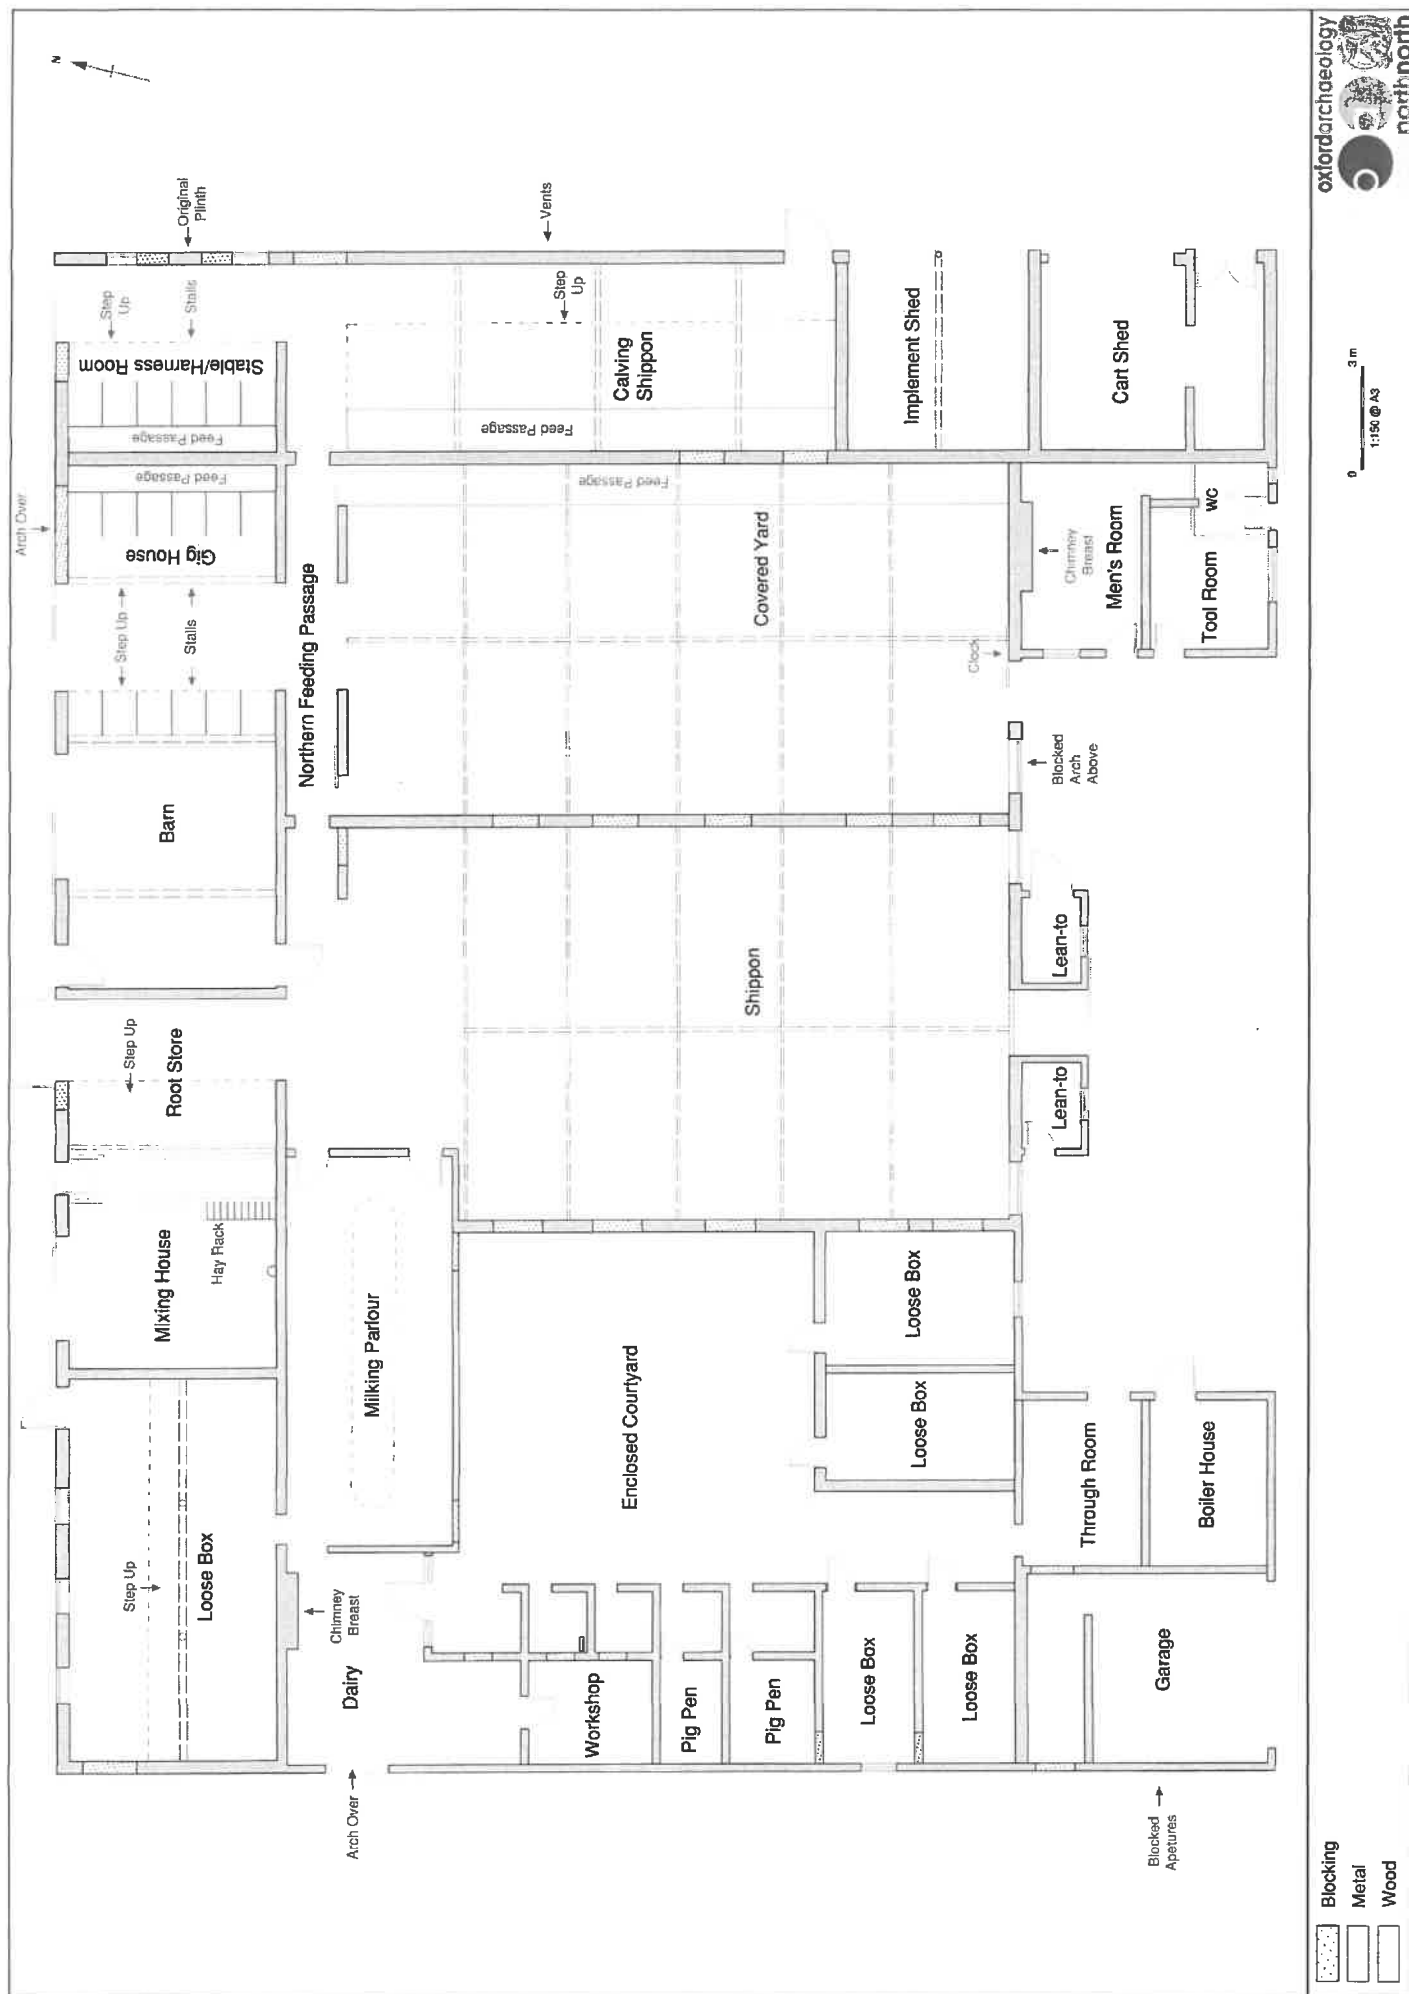 N
Arch Over
Step Up
Loose Box
Mixing House
Hay Rack
Step Up
Root Store
Barn
Step Up
Stalls
Gig House
Feed Passage
Feed Passage
Stable/Harness Room
Step
Up
Stalls
Original
Plinth
Northern Feeding Passage
Arch Over
Dairy
Chimney
Breast
Milking Parlour
Workshop
Pig Pen
Pig Pen
Loose Box
Loose Box
Enclosed Courtyard
Loose Box
Loose Box
Shippon
Covered Yard
Feed Passage
Feed Passage
Calving
Shippon
Step
Up
Vents
Implement Shed
Cart Shed
Clock
Chimney
Breast
Men's Room
Tool Room
WC
Blocked
Arch
Above
Lean-to
Lean-to
Through Room
Boiler House
Garage
Blocked
Apetures
Blocking
Metal
Wood
0
3 m
1:150 @ A3
oxfordarchaeology
northnorth